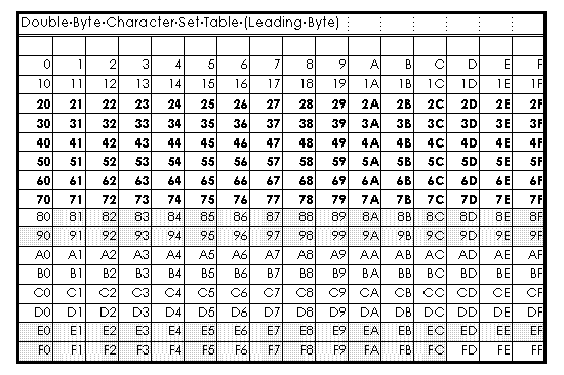 Double·Byte·Character·Set·Table·(Leading·Byte)
0 1 2 3 4 5 6 7 8 9 A B C D E F
10 11 12 13 14 15 16 17 18 19 1A 1B 1C 1D 1E 1F
20 21 22 23 24 25 26 27 28 29 2A 2B 2C 2D 2E 2F
30 31 32 33 34 35 36 37 38 39 3A 3B 3C 3D 3E 3F
40 41 42 43 44 45 46 47 48 49 4A 4B 4C 4D 4E 4F
50 51 52 53 54 55 56 57 58 59 5A 5B 5C 5D 5E 5F
60 61 62 63 64 65 66 67 68 69 6A 6B 6C 6D 6E 6F
70 71 72 73 74 75 76 77 78 79 7A 7B 7C 7D 7E 7F
80 81 82 83 84 85 86 87 88 89 8A 8B 8C 8D 8E 8F
90 91 92 93 94 95 96 97 98 99 9A 9B 9C 9D 9E 9F
A0 A1 A2 A3 A4 A5 A6 A7 A8 A9 AA AB AC AD AE AF
B0 B1 B2 B3 B4 B5 B6 B7 B8 B9 BA BB BC BD BE BF
C0 C1 C2 C3 C4 C5 C6 C7 C8 C9 CA CB CC CD CE CF
D0 D1 D2 D3 D4 D5 D6 D7 D8 D9 DA DB DC DD DE DF
E0 E1 E2 E3 E4 E5 E6 E7 E8 E9 EA EB EC ED EE EF
F0 F1 F2 F3 F4 F5 F6 F7 F8 F9 FA FB FC FD FE FF